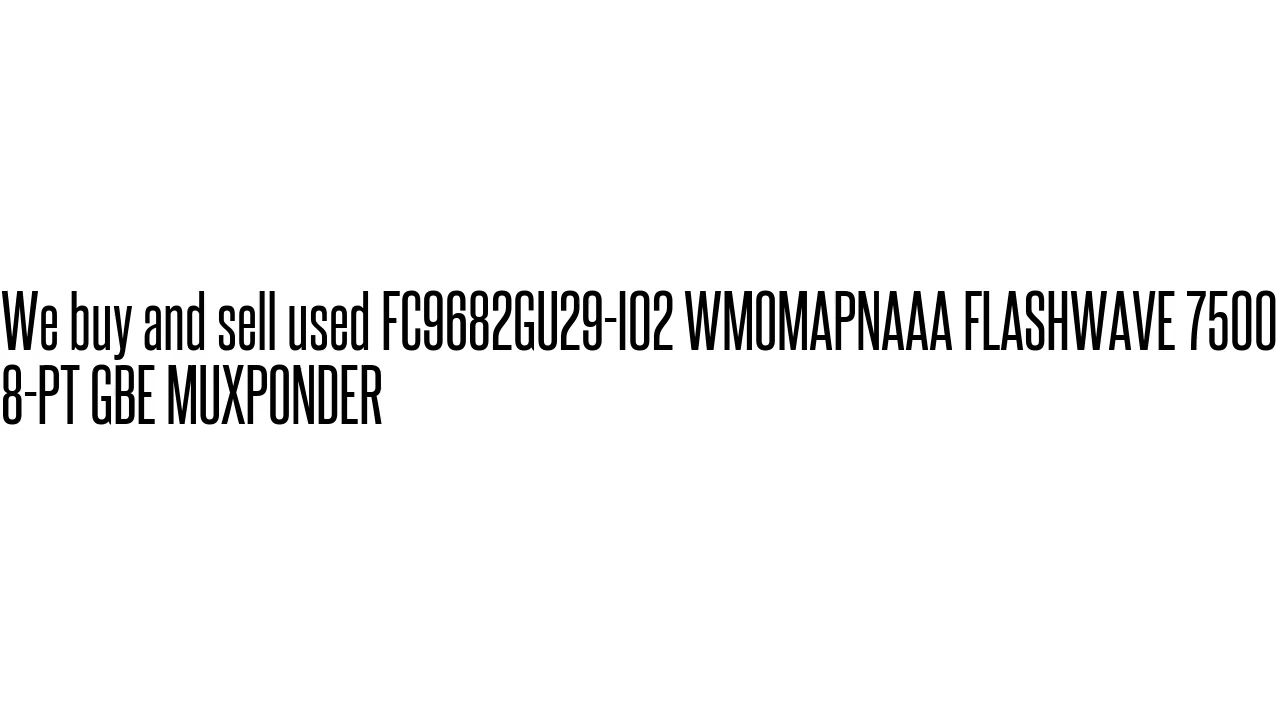 We buy and sell used FC9682GU29-I02 WMOMAPNAAA FLASHWAVE 7500
8-PT GBE MUXPONDER